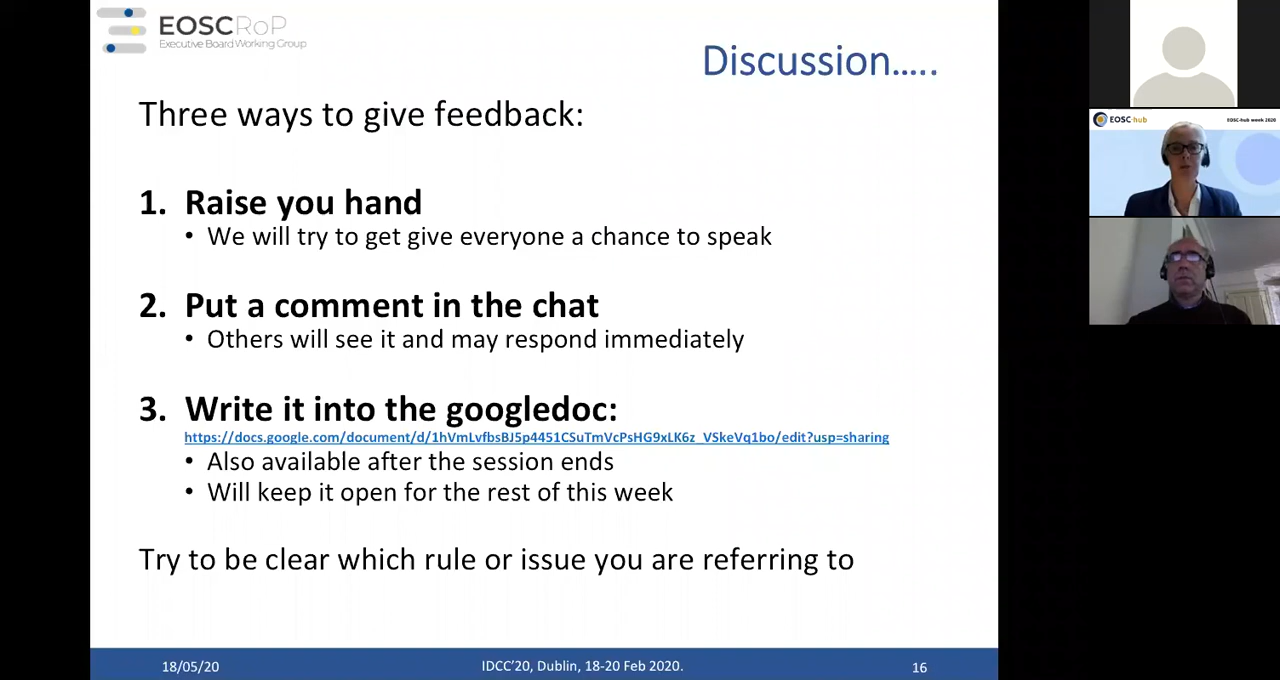 EOSCRoP
Executive Board Working Group
Discussion.....
Three ways to give feedback:
1. Raise you hand
• We will try to get give everyone a chance to speak
2. Put a comment in the chat
• Others will see it and may respond immediately
3. Write it into the googledoc:
https://docs.google.com/document/d/1hVmLvfbsBJ5p4451CSuTmVcPsHG9xLK6z_VSkeVq1bo/edit?usp=sharing
• Also available after the session ends
• Will keep it open for the rest of this week
Try to be clear which rule or issue you are referring to
18/05/20
IDCC'20, Dublin, 18-20 Feb 2020.
16
EOSC-hub
EOSC-hub week 2020